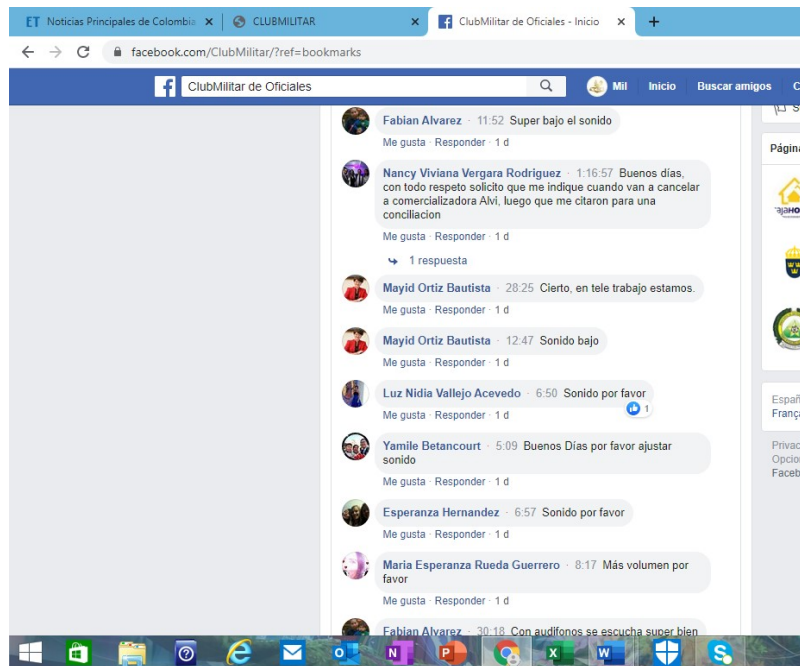 ET Noticias Principales de Colombia
CLUBMILITAR
ClubMilitar de Oficiales - Inicio
facebook.com/ClubMilitar/?ref=bookmarks
ClubMilitar de Oficiales
Mil Inicio Buscar amigos
Fabian Alvarez · 11:52 Super bajo el sonido
Me gusta · Responder · 1 d
Nancy Viviana Vergara Rodriguez · 1:16:57 Buenos días,
con todo respeto solicito que me indique cuando van a cancelar
a comercializadora Alvi, luego que me citaron para una
conciliacion
Me gusta · Responder · 1 d
1 respuesta
Mayid Ortiz Bautista · 28:25 Cierto, en tele trabajo estamos.
Me gusta · Responder · 1 d
Mayid Ortiz Bautista · 12:47 Sonido bajo
Me gusta · Responder · 1 d
Luz Nidia Vallejo Acevedo · 6:50 Sonido por favor
1
Me gusta · Responder · 1 d
Yamile Betancourt · 5:09 Buenos Días por favor ajustar
sonido
Me gusta · Responder · 1 d
Esperanza Hernandez · 6:57 Sonido por favor
Me gusta · Responder · 1 d
Maria Esperanza Rueda Guerrero · 8:17 Más volumen por
favor
Me gusta · Responder · 1 d
Fabian Alvarez · 30:18 Con audifonos se escucha super bien